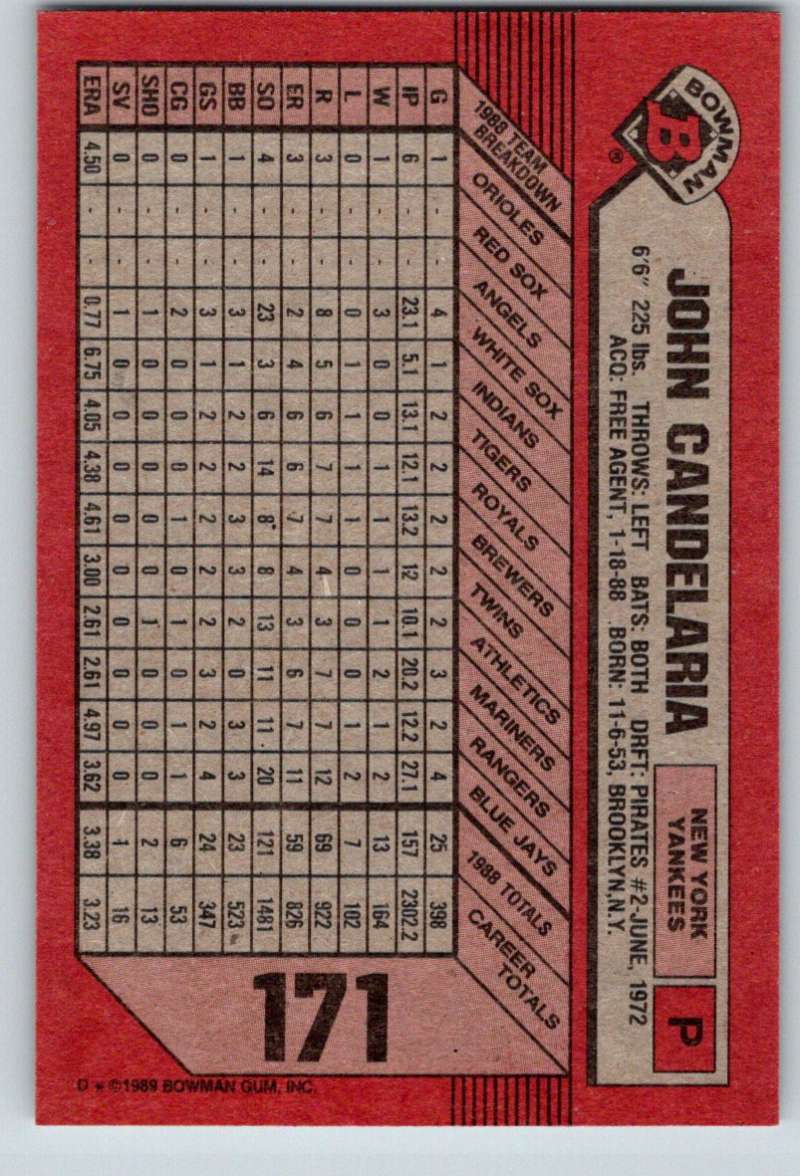 BOWMAN
B
®
JOHN CANDELARIA
NEW YORK
YANKEES
P
6'6" 225 lbs. THROWS: LEFT BATS: BOTH DRFT: PIRATES #2-JUNE, 1972
ACQ: FREE AGENT, 1-18-88 BORN: 11-6-53, BROOKLYN,N.Y.
1988 TEAM
BREAKDOWN
ORIOLES
RED SOX
ANGELS
WHITE SOX
INDIANS
TIGERS
ROYALS
BREWERS
TWINS
ATHLETICS
MARINERS
RANGERS
BLUE JAYS
1988 TOTALS
CAREER
TOTALS
G 1 - - 4 1 2 2 2 2 2 3 2 4 25 398
IP 6 - - 23.1 5.1 13.1 12.1 13.2 12 10.1 20.2 12.2 27.1 157 2302.2
W 1 - - 3 0 0 1 1 1 1 2 1 2 13 164
L 0 - - 0 1 1 1 1 0 0 0 1 2 7 102
R 3 - - 8 5 6 7 7 4 3 7 7 12 69 922
ER 3 - - 2 4 6 6 7 4 3 6 7 11 59 826
SO 4 - - 23 3 6 14 8 8 13 11 11 20 121 1481
BB 1 - - 3 1 2 2 3 3 2 0 3 3 23 523
GS 1 - - 3 1 2 2 2 2 2 3 2 4 24 347
CG 0 - - 2 0 0 0 1 0 1 0 1 1 6 53
SHO 0 - - 1 0 0 0 0 0 1 0 0 0 2 13
SV 0 - - 1 0 0 0 0 0 0 0 0 0 1 16
ERA 4.50 - - 0.77 6.75 4.05 4.38 4.61 3.00 2.61 2.61 4.97 3.62 3.38 3.23
171
D * ©1989 BOWMAN GUM, INC.